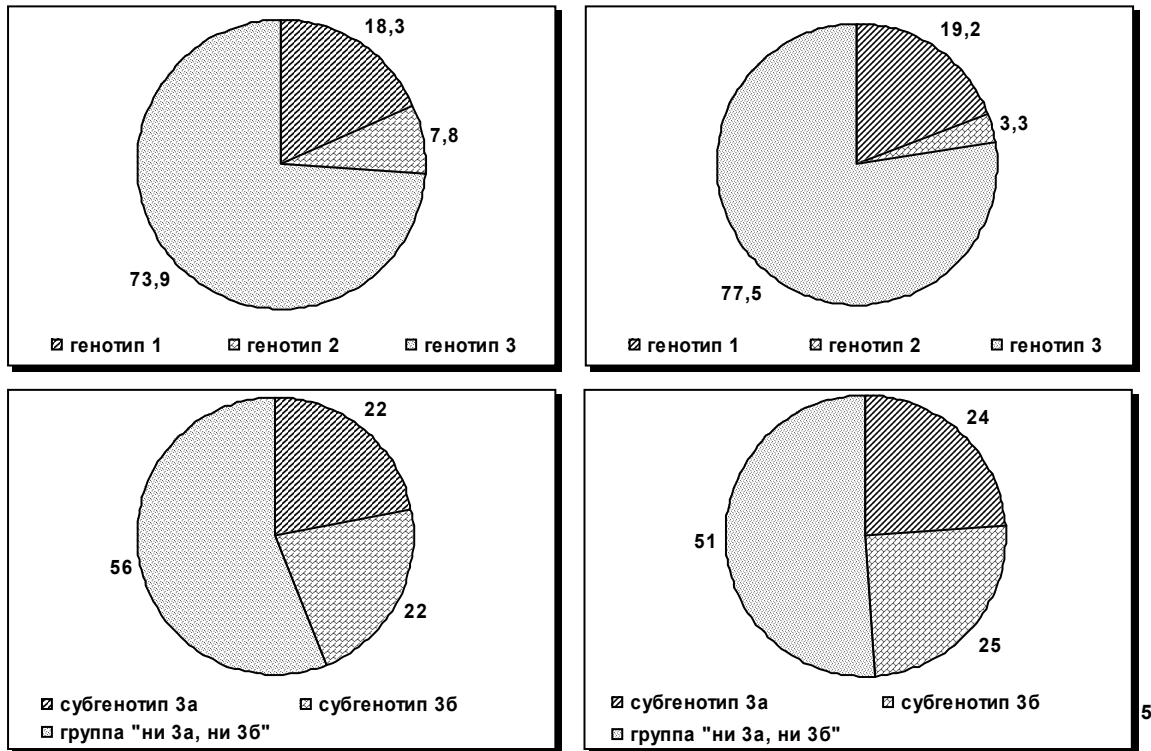 18,3
7,8
73,9
генотип 1 генотип 2 генотип 3
19,2
3,3
77,5
генотип 1 генотип 2 генотип 3
22
56
22
субгенотип 3а субгенотип 3б
группа "ни 3а, ни 3б"
24
51
25
субгенотип 3а субгенотип 3б
группа "ни 3а, ни 3б"
5